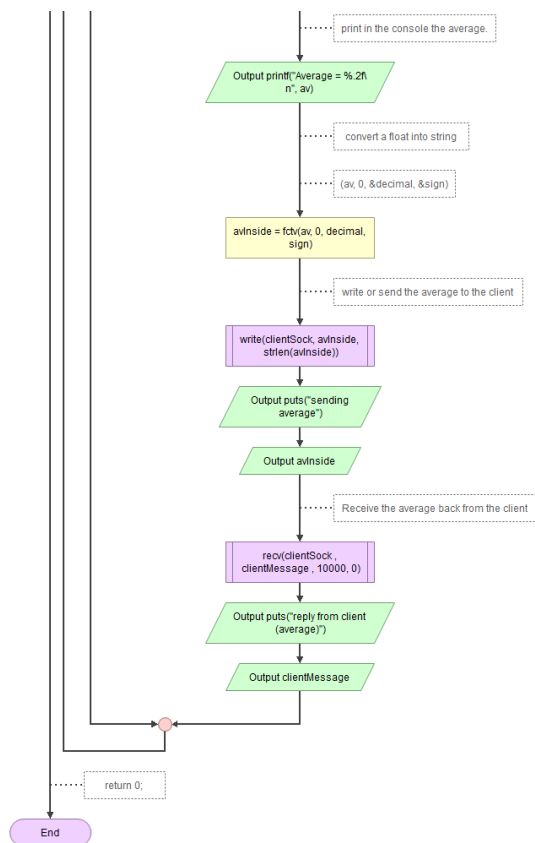 print in the console the average.
Output printf("Average = %.2f\
n", av)
convert a float into string
(av, 0, &decimal, &sign)
avInside = fctv(av, 0, decimal,
sign)
write or send the average to the client
write(clientSock, avInside,
strlen(avInside))
Output puts("sending
average")
Output avInside
Receive the average back from the client
recv(clientSock ,
clientMessage , 10000, 0)
Output puts("reply from client
(average)")
Output clientMessage
return 0;
End